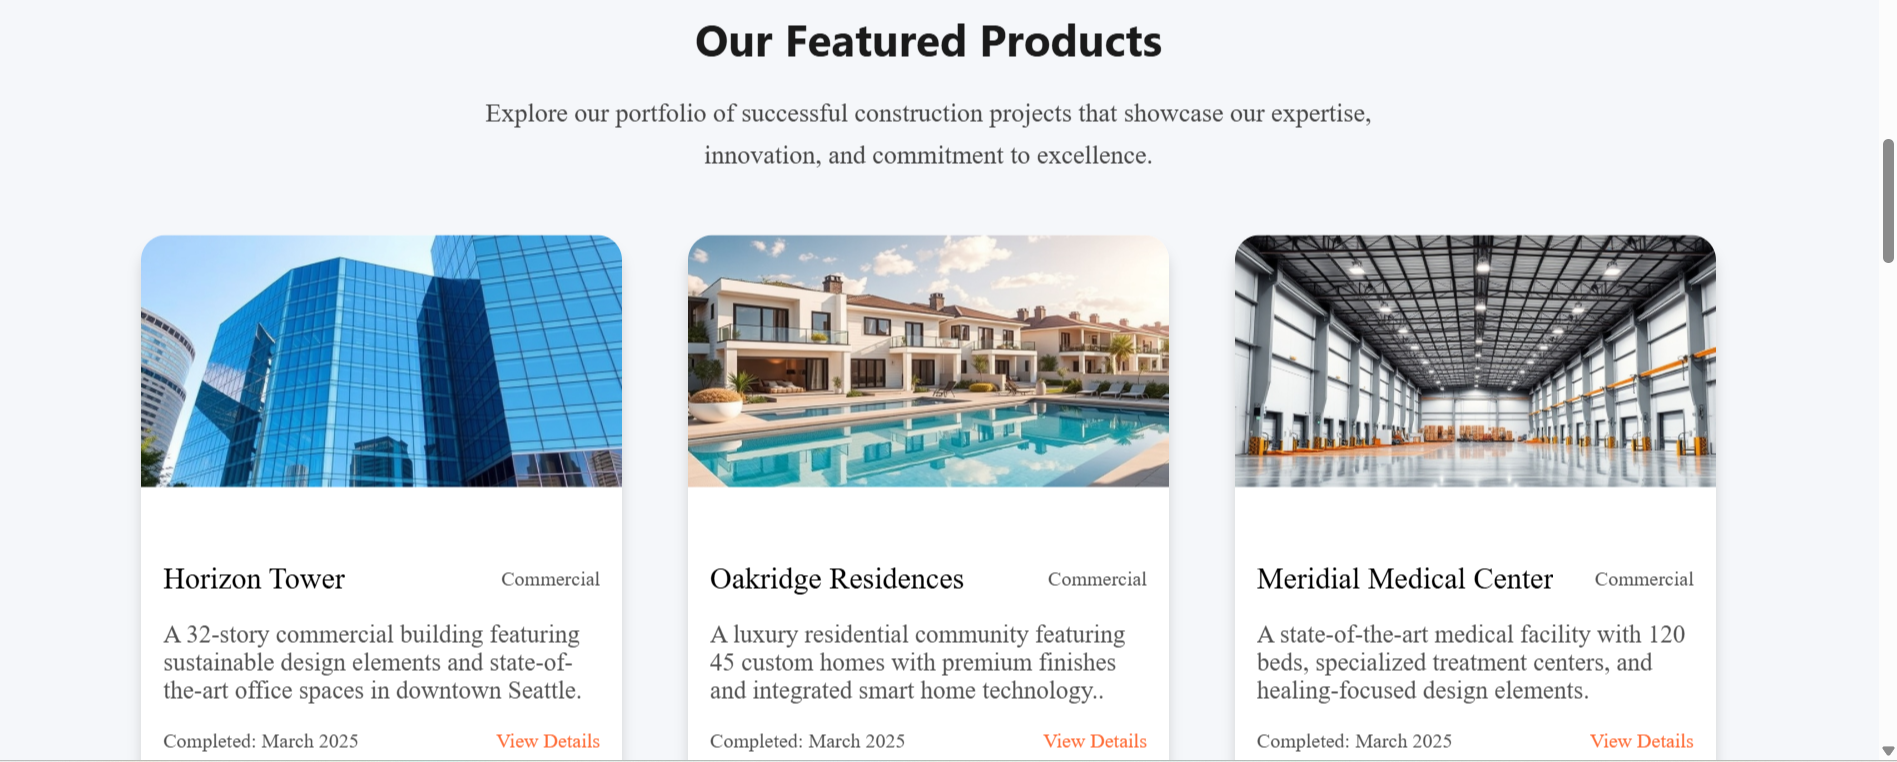 Our Featured Products
Explore our portfolio of successful construction projects that showcase our expertise,
innovation, and commitment to excellence.
Horizon Tower
Commercial
A 32-story commercial building featuring
sustainable design elements and state-of-
the-art office spaces in downtown Seattle.
Completed: March 2025
View Details
Oakridge Residences
Commercial
A luxury residential community featuring
45 custom homes with premium finishes
and integrated smart home technology..
Completed: March 2025
View Details
Meridial Medical Center
Commercial
A state-of-the-art medical facility with 120
beds, specialized treatment centers, and
healing-focused design elements.
Completed: March 2025
View Details